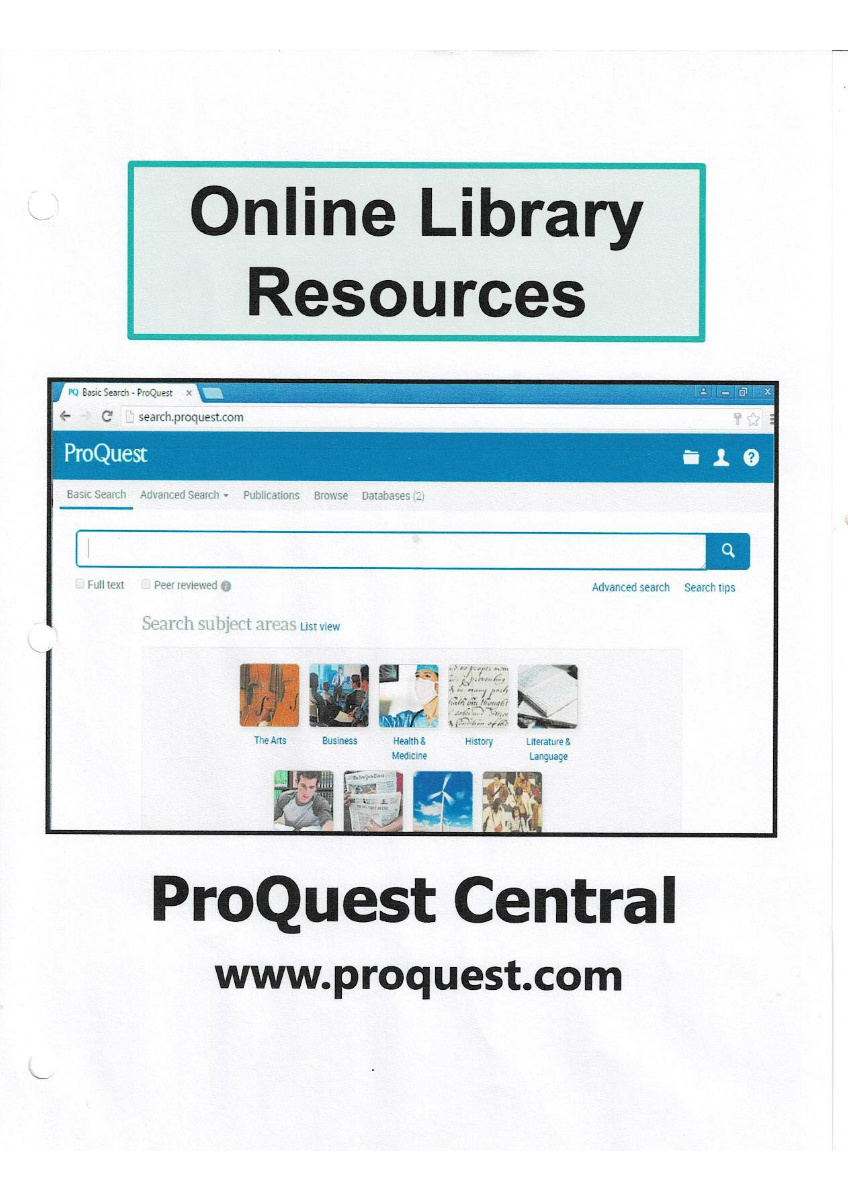 Online Library
Resources
PQ Basic Search - ProQuest x
search.proquest.com
ProQuest
Basic Search Advanced Search Publications Browse Databases (2)
Full text Peer reviewed
Advanced search Search tips
Search subject areas List view
The Arts
Business
Health &
Medicine
History
Literature &
Language
ProQuest Central
www.proquest.com